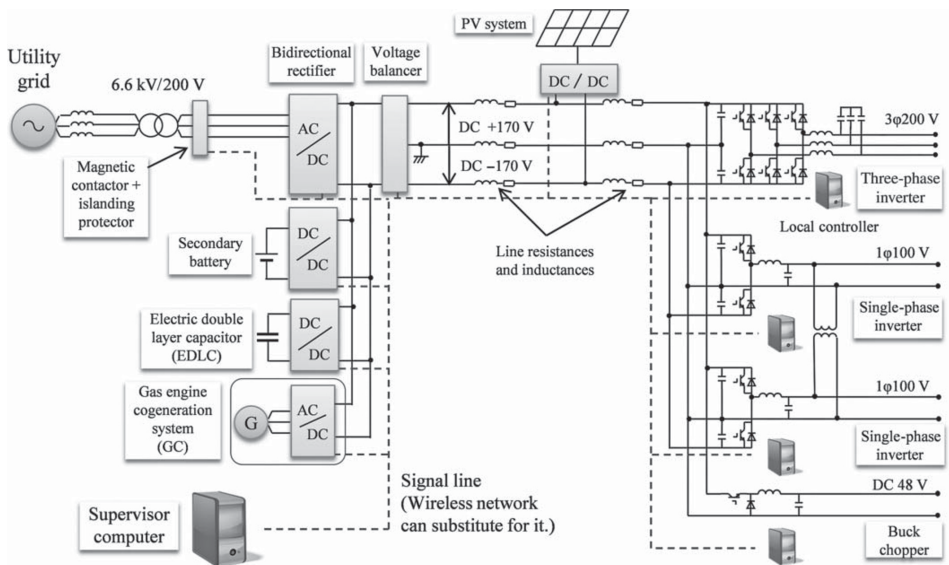 PV system
DC / DC
Utility
grid
6.6 kV/200 V
Bidirectional
rectifier
Voltage
balancer
AC
DC
DC +170 V
DC −170 V
Magnetic
contactor +
islanding
protector
3φ200 V
Three-phase
inverter
Local controller
Line resistances
and inductances
Secondary
battery
DC
DC
1φ100 V
Single-phase
inverter
Electric double
layer capacitor
(EDLC)
DC
DC
Gas engine
cogeneration
system
(GC)
G
AC
DC
1φ100 V
Single-phase
inverter
Signal line
(Wireless network
can substitute for it.)
Supervisor
computer
DC 48 V
Buck
chopper